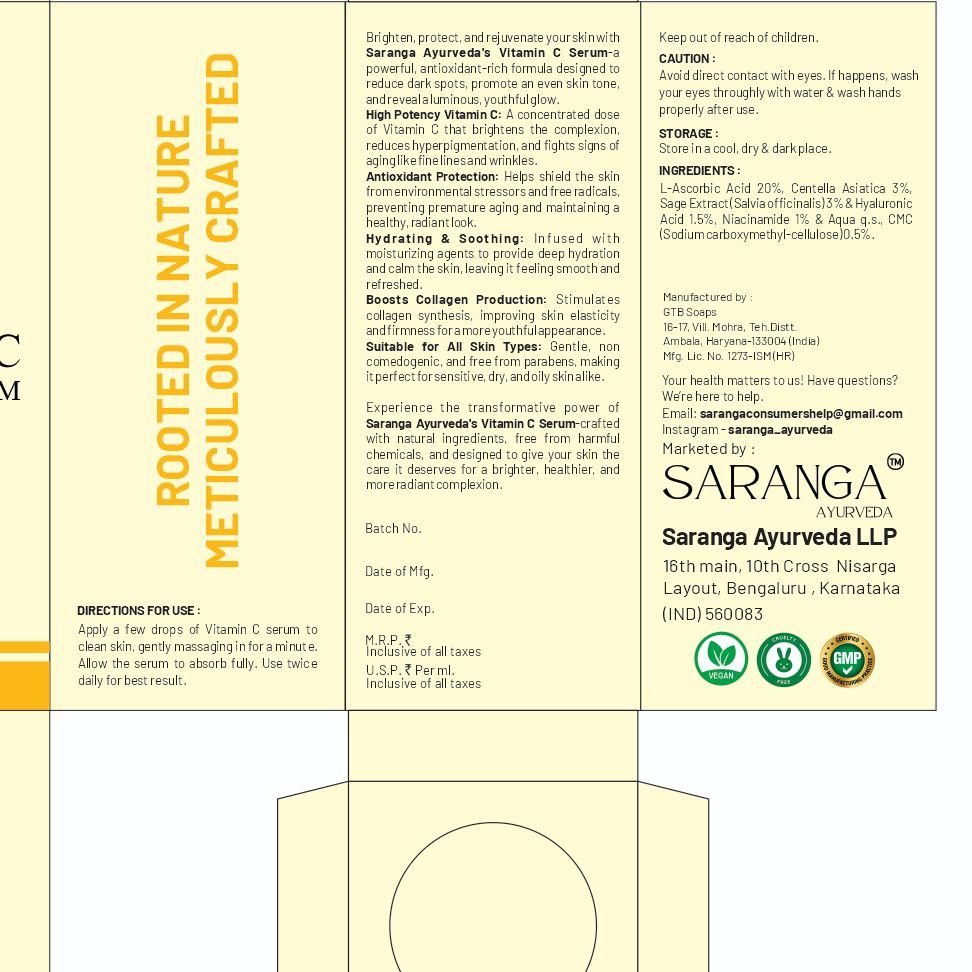 C
M
ROOTED IN NATURE
METICULOUSLY CRAFTED
DIRECTIONS FOR USE :
Apply a few drops of Vitamin C serum to
clean skin, gently massaging in for a minute.
Allow the serum to absorb fully. Use twice
daily for best result.
Brighten, protect, and rejuvenate your skin with
Saranga Ayurveda's Vitamin C Serum-a
powerful, antioxidant-rich formula designed to
reduce dark spots, promote an even skin tone,
and reveal a luminous, youthful glow.
High Potency Vitamin C: A concentrated dose
of Vitamin C that brightens the complexion,
reduces hyperpigmentation, and fights signs of
aging like fine lines and wrinkles.
Antioxidant Protection: Helps shield the skin
from environmental stressors and free radicals,
preventing premature aging and maintaining a
healthy, radiant look.
Hydrating & Soothing: Infused with
moisturizing agents to provide deep hydration
and calm the skin, leaving it feeling smooth and
refreshed.
Boosts Collagen Production: Stimulates
collagen synthesis, improving skin elasticity
and firmness for a more youthful appearance.
Suitable for All Skin Types: Gentle, non
comedogenic, and free from parabens, making
it perfect for sensitive, dry, and oily skin alike.
Experience the transformative power of
Saranga Ayurveda's Vitamin C Serum-crafted
with natural ingredients, free from harmful
chemicals, and designed to give your skin the
care it deserves for a brighter, healthier, and
more radiant complexion.
Batch No.
Date of Mfg.
Date of Exp.
M.R.P. ₹
Inclusive of all taxes
U.S.P. ₹ Per ml.
Inclusive of all taxes
Keep out of reach of children.
CAUTION :
Avoid direct contact with eyes. If happens, wash
your eyes throughly with water & wash hands
properly after use.
STORAGE :
Store in a cool, dry & dark place.
INGREDIENTS :
L-Ascorbic Acid 20%, Centella Asiatica 3%,
Sage Extract (Salvia officinalis) 3% & Hyaluronic
Acid 1.5%, Niacinamide 1% & Aqua q.s., CMC
(Sodium carboxymethyl-cellulose) 0.5%.
Manufactured by :
GTB Soaps
16-17, Vill. Mohra, Teh.Distt.
Ambala, Haryana-133004 (India)
Mfg. Lic. No. 1273-ISM (HR)
Your health matters to us! Have questions?
We're here to help.
Email: sarangaconsumershelp@gmail.com
Instagram - saranga_ayurveda
Marketed by :
SARANGA TM
AYURVEDA
Saranga Ayurveda LLP
16th main, 10th Cross Nisarga
Layout, Bengaluru , Karnataka
(IND) 560083
VEGAN
CRUELTY
FREE
CERTIFIED
GMP
GOOD MANUFACTURING PRACTICE